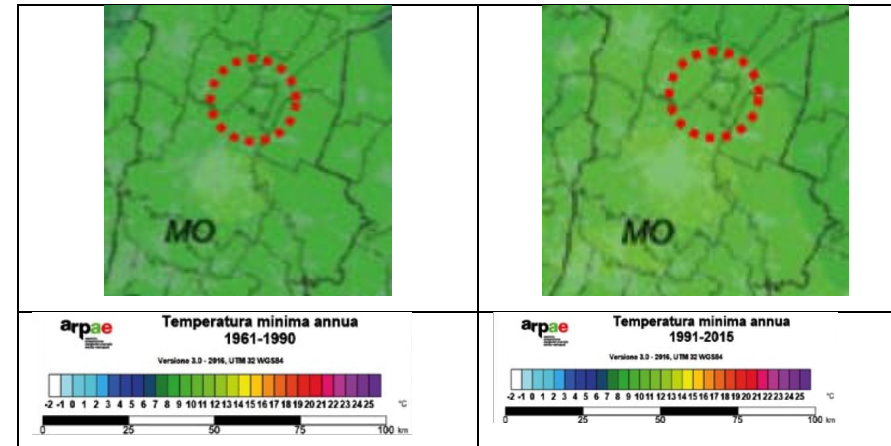 MO
MO
arpae
Temperatura minima annua
1961-1990
Versione 3.0 - 2016, UTM 32 WGS84
-2 -1 0 1 2 3 4 5 6 7 8 9 10 11 12 13 14 15 16 17 18 19 20 21 22 23 24 25 °C
0 25 50 75 100 km
arpae
Temperatura minima annua
1991-2015
Versione 3.0 - 2016, UTM 32 WGS84
-2 -1 0 1 2 3 4 5 6 7 8 9 10 11 12 13 14 15 16 17 18 19 20 21 22 23 24 25 °C
0 25 50 75 100 km